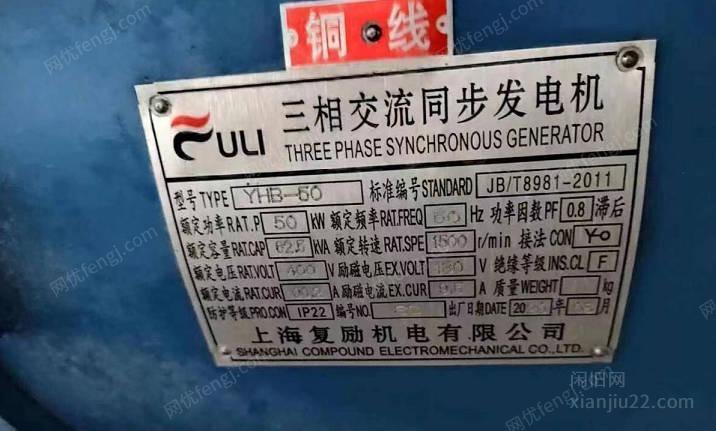 铜 线
FULI 三相交流同步发电机
THREE PHASE SYNCHRONOUS GENERATOR
型号TYPE YHB-50 标准编号STANDARD JB/T8981-2011
额定功率RAT.P 50 kW 额定频率RAT.FREQ 50 Hz 功率因数PF 0.8 滞后
额定容量RAT.CAP 62.5 kVA 额定转速RAT.SPE 1500 r/min 接法CON Y-0
额定电压RAT.VOLT 400 V 励磁电压EX.VOLT V 绝缘等级INS.CL F
额定电流RAT.CUR A 励磁电流EX.CUR A 质量WEIGHT kg
防护等级PRO.CON IP22 编号NO. 出厂日期DATE 20 年 月
上海复励机电有限公司
SHANGHAI COMPOUND ELECTROMECHANICAL CO.,LTD.
闲旧网
xianjiu22.com
网优fengj.com